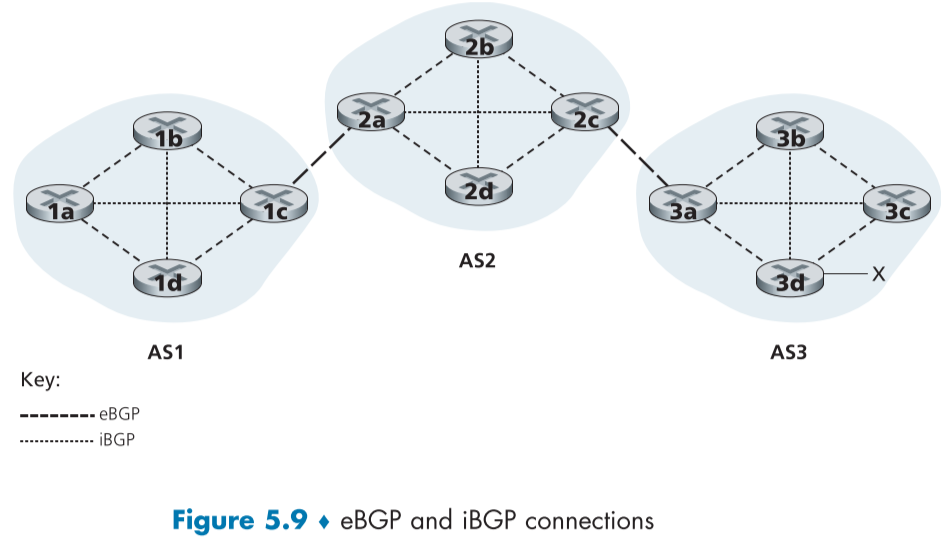 2b
2a
2c
2d
AS2
1b
1a
1c
1d
AS1
3b
3a
3c
3d
X
AS3
Key:
eBGP
iBGP
Figure 5.9 ♦ eBGP and iBGP connections